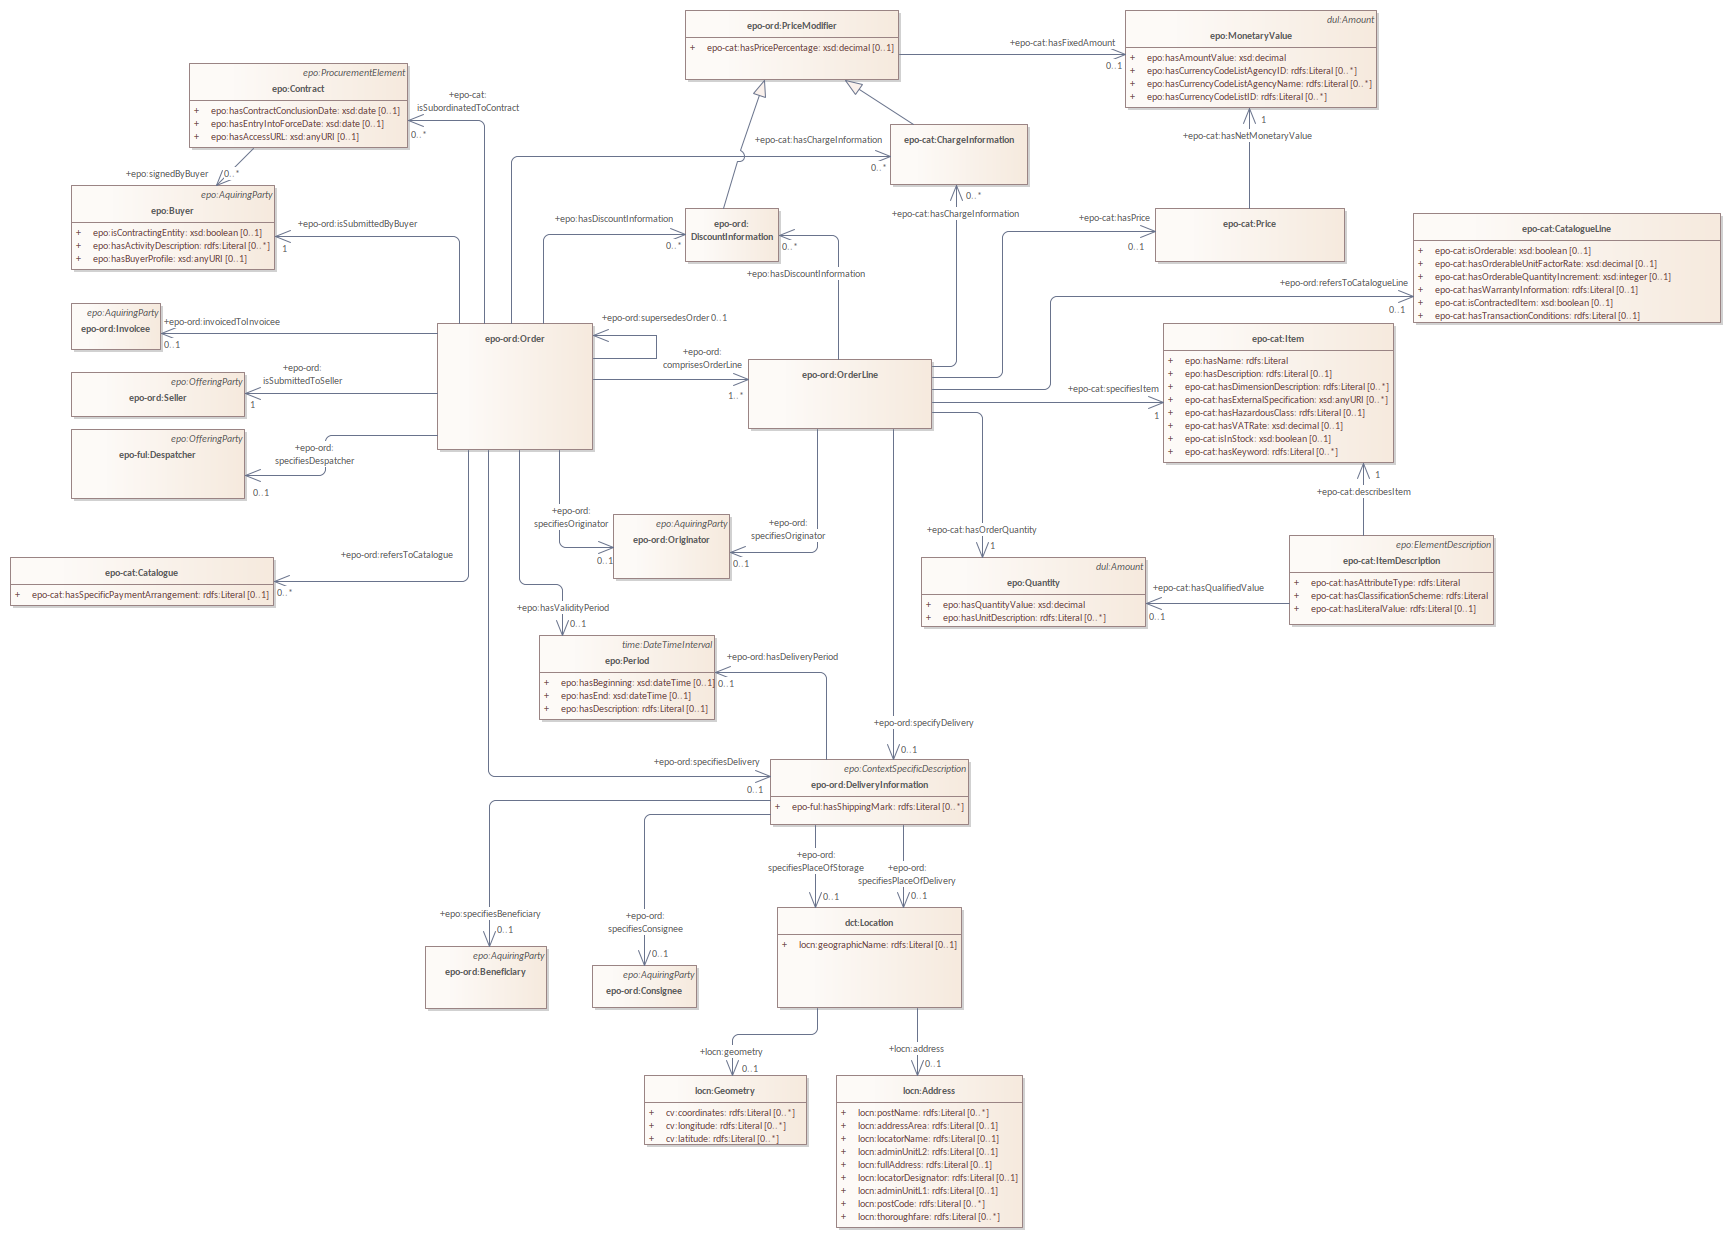 epo-ord:PriceModifier
+ epo-cat:hasPricePercentage: xsd:decimal [0..1]
+epo-cat:hasFixedAmount
0..1
dul:Amount
epo:MonetaryValue
+ epo:hasAmountValue: xsd:decimal
+ epo:hasCurrencyCodeListAgencyID: rdfs:Literal [0..*]
+ epo:hasCurrencyCodeListAgencyName: rdfs:Literal [0..*]
+ epo:hasCurrencyCodeListID: rdfs:Literal [0..*]
epo:ProcurementElement
epo:Contract
+ epo:hasContractConclusionDate: xsd:date [0..1]
+ epo:hasEntryIntoForceDate: xsd:date [0..1]
+ epo:hasAccessURL: xsd:anyURI [0..1]
+epo-cat:
isSubordinatedToContract
0..*
1
+epo-cat:hasNetMonetaryValue
+epo-cat:hasChargeInformation
0..*
epo-cat:ChargeInformation
+epo:signedByBuyer
0..*
epo:AquiringParty
epo:Buyer
+ epo:isContractingEntity: xsd:boolean [0..1]
+ epo:hasActivityDescription: rdfs:Literal [0..*]
+ epo:hasBuyerProfile: xsd:anyURI [0..1]
+epo-ord:isSubmittedByBuyer
1
+epo:hasDiscountInformation
0..*
epo-ord:
DiscountInformation
0..*
+epo:hasDiscountInformation
0..*
+epo-cat:hasChargeInformation
+epo-cat:hasPrice
0..1
epo-cat:Price
epo-cat:CatalogueLine
+ epo-cat:isOrderable: xsd:boolean [0..1]
+ epo-cat:hasOrderableUnitFactorRate: xsd:decimal [0..1]
+ epo-cat:hasOrderableQuantityIncrement: xsd:integer [0..1]
+ epo-cat:hasWarrantyInformation: rdfs:Literal [0..1]
+ epo-cat:isContractedItem: xsd:boolean [0..1]
+ epo-cat:hasTransactionConditions: rdfs:Literal [0..1]
+epo-ord:refersToCatalogueLine
0..1
epo:AquiringParty
epo-ord:Invoicee
+epo-ord:invoicedToInvoicee
0..1
epo-ord:Order
+epo-ord:supersedesOrder 0..1
+epo-ord:
comprisesOrderLine
1..*
epo-ord:OrderLine
+epo-cat:specifiesItem
1
epo-cat:Item
+ epo:hasName: rdfs:Literal
+ epo:hasDescription: rdfs:Literal [0..1]
+ epo-cat:hasDimensionDescription: rdfs:Literal [0..*]
+ epo-cat:hasExternalSpecification: xsd:anyURI [0..*]
+ epo-cat:hasHazardousClass: rdfs:Literal [0..1]
+ epo-cat:hasVATRate: xsd:decimal [0..1]
+ epo-cat:isInStock: xsd:boolean [0..1]
+ epo-cat:hasKeyword: rdfs:Literal [0..*]
epo:OfferingParty
epo-ord:Seller
+epo-ord:
isSubmittedToSeller
1
epo:OfferingParty
epo-ful:Despatcher
+epo-ord:
specifiesDespatcher
0..1
1
+epo-cat:describesItem
+epo-ord:
specifiesOriginator
0..1
epo:AquiringParty
epo-ord:Originator
+epo-ord:
specifiesOriginator
0..1
+epo-cat:hasOrderQuantity
1
dul:Amount
epo:Quantity
+ epo:hasQuantityValue: xsd:decimal
+ epo:hasUnitDescription: rdfs:Literal [0..*]
+epo-cat:hasQualifiedValue
0..1
epo:ElementDescription
epo-cat:ItemDescription
+ epo-cat:hasAttributeType: rdfs:Literal
+ epo-cat:hasClassificationScheme: rdfs:Literal
+ epo-cat:hasLiteralValue: rdfs:Literal [0..1]
epo-cat:Catalogue
+ epo-cat:hasSpecificPaymentArrangement: rdfs:Literal [0..1]
+epo-ord:refersToCatalogue
0..*
+epo:hasValidityPeriod
0..1
time:DateTimeInterval
epo:Period
+ epo:hasBeginning: xsd:dateTime [0..1]
+ epo:hasEnd: xsd:dateTime [0..1]
+ epo:hasDescription: rdfs:Literal [0..1]
+epo-ord:hasDeliveryPeriod
0..1
+epo-ord:specifyDelivery
0..1
+epo-ord:specifiesDelivery
0..1
epo:ContextSpecificDescription
epo-ord:DeliveryInformation
+ epo-ful:hasShippingMark: rdfs:Literal [0..*]
+epo-ord:
specifiesPlaceOfStorage
0..1
+epo-ord:
specifiesPlaceOfDelivery
0..1
+epo:specifiesBeneficiary
0..1
epo:AquiringParty
epo-ord:Beneficiary
+epo-ord:
specifiesConsignee
0..1
epo:AquiringParty
epo-ord:Consignee
dct:Location
+ locn:geographicName: rdfs:Literal [0..1]
+locn:geometry
0..1
+locn:address
0..1
locn:Geometry
+ cv:coordinates: rdfs:Literal [0..*]
+ cv:longitude: rdfs:Literal [0..*]
+ cv:latitude: rdfs:Literal [0..*]
locn:Address
+ locn:postName: rdfs:Literal [0..*]
+ locn:addressArea: rdfs:Literal [0..1]
+ locn:locatorName: rdfs:Literal [0..1]
+ locn:adminUnitL2: rdfs:Literal [0..1]
+ locn:fullAddress: rdfs:Literal [0..1]
+ locn:locatorDesignator: rdfs:Literal [0..1]
+ locn:adminUnitL1: rdfs:Literal [0..1]
+ locn:postCode: rdfs:Literal [0..*]
+ locn:thoroughfare: rdfs:Literal [0..*]